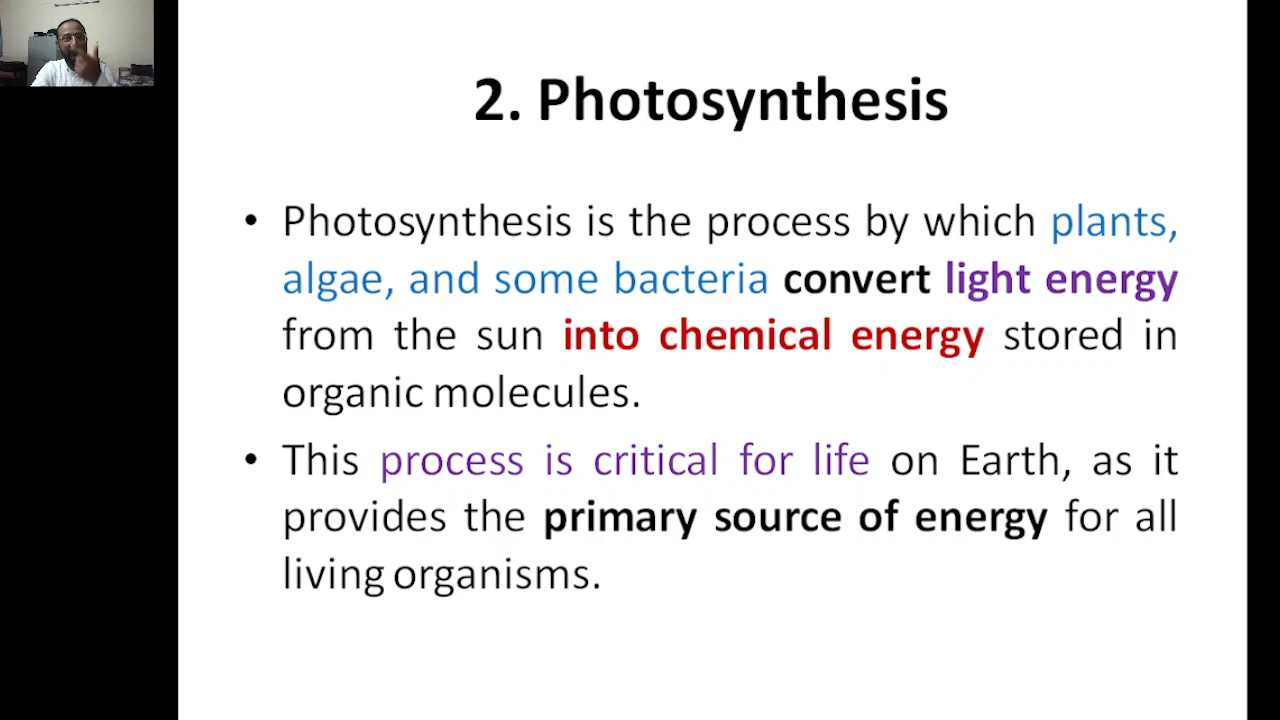 2. Photosynthesis
• Photosynthesis is the process by which plants,
algae, and some bacteria convert light energy
from the sun into chemical energy stored in
organic molecules.
• This process is critical for life on Earth, as it
provides the primary source of energy for all
living organisms.